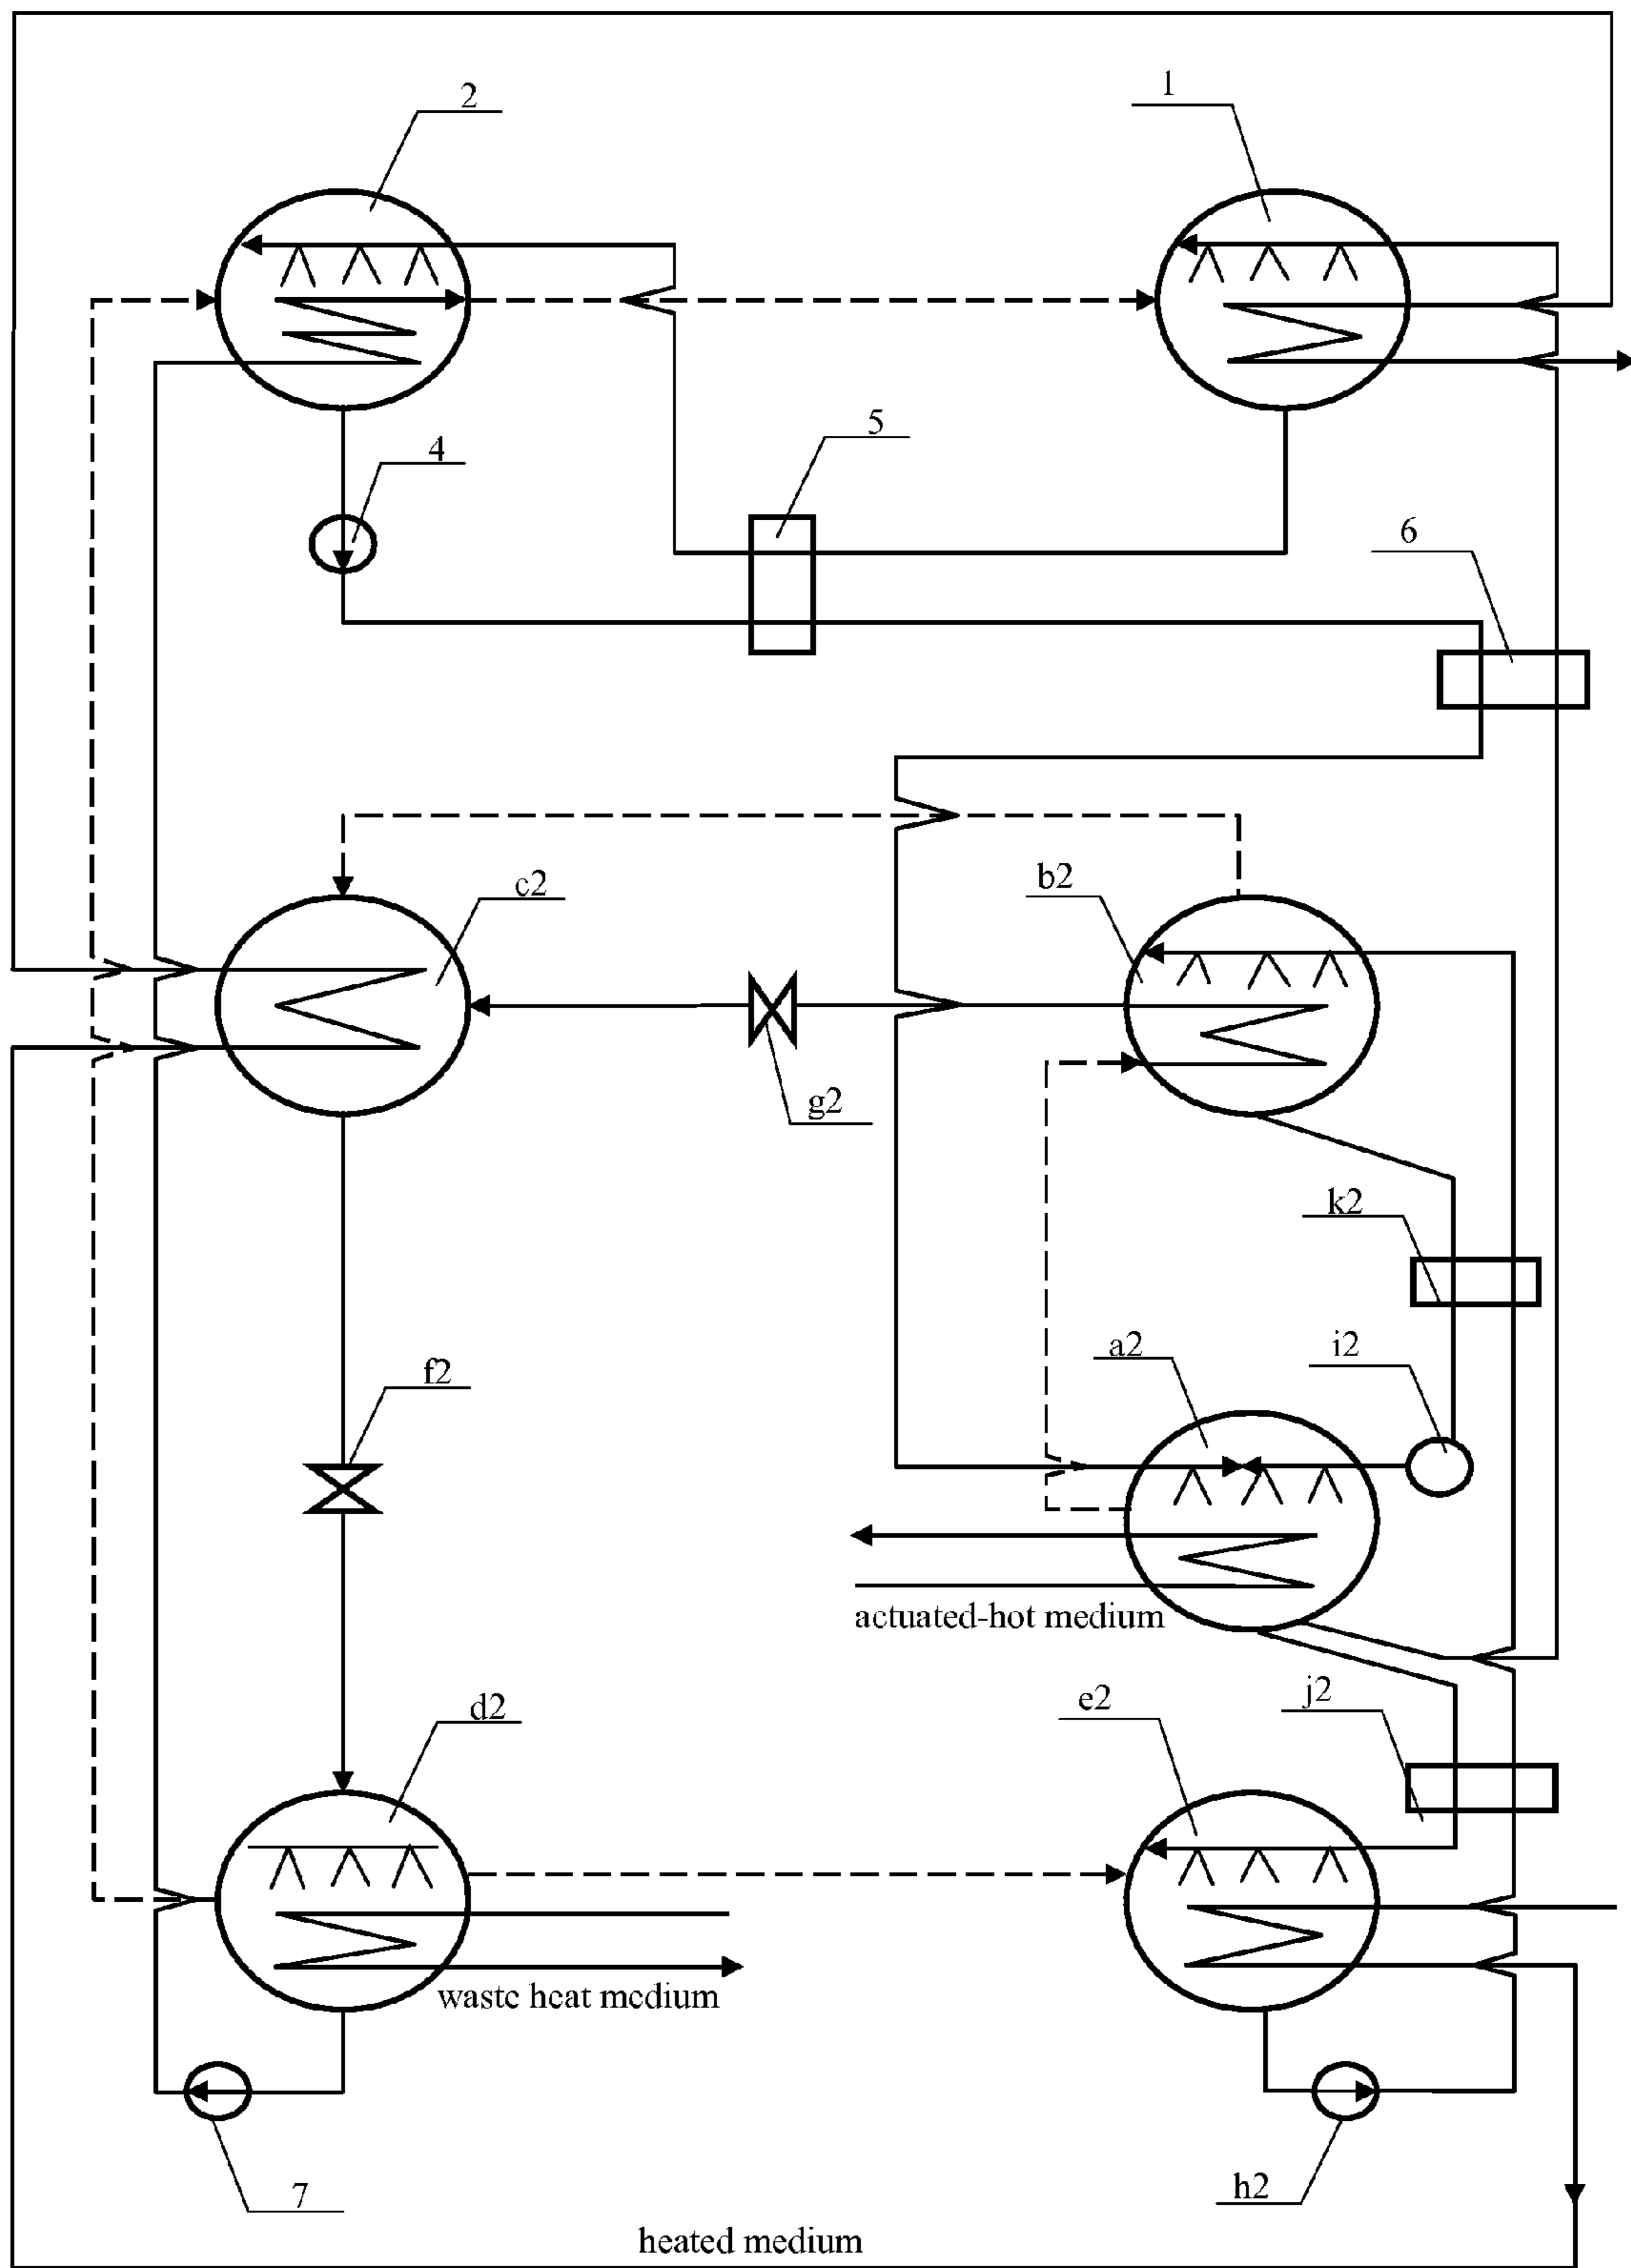 2
1
5
4
6
c2
b2
g2
k2
a2
i2
f2
actuated-hot medium
j2
e2
d2
waste heat medium
7
h2
heated medium